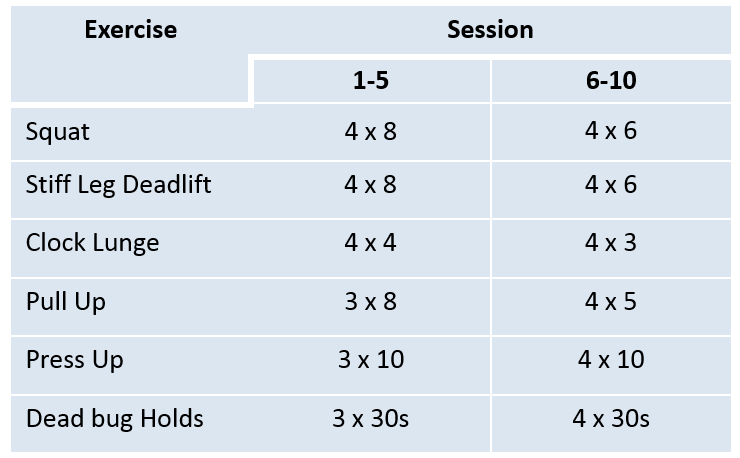 Exercise Session
1-5 6-10
Squat 4 x 8 4 x 6
Stiff Leg Deadlift 4 x 8 4 x 6
Clock Lunge 4 x 4 4 x 3
Pull Up 3 x 8 4 x 5
Press Up 3 x 10 4 x 10
Dead bug Holds 3 x 30s 4 x 30s